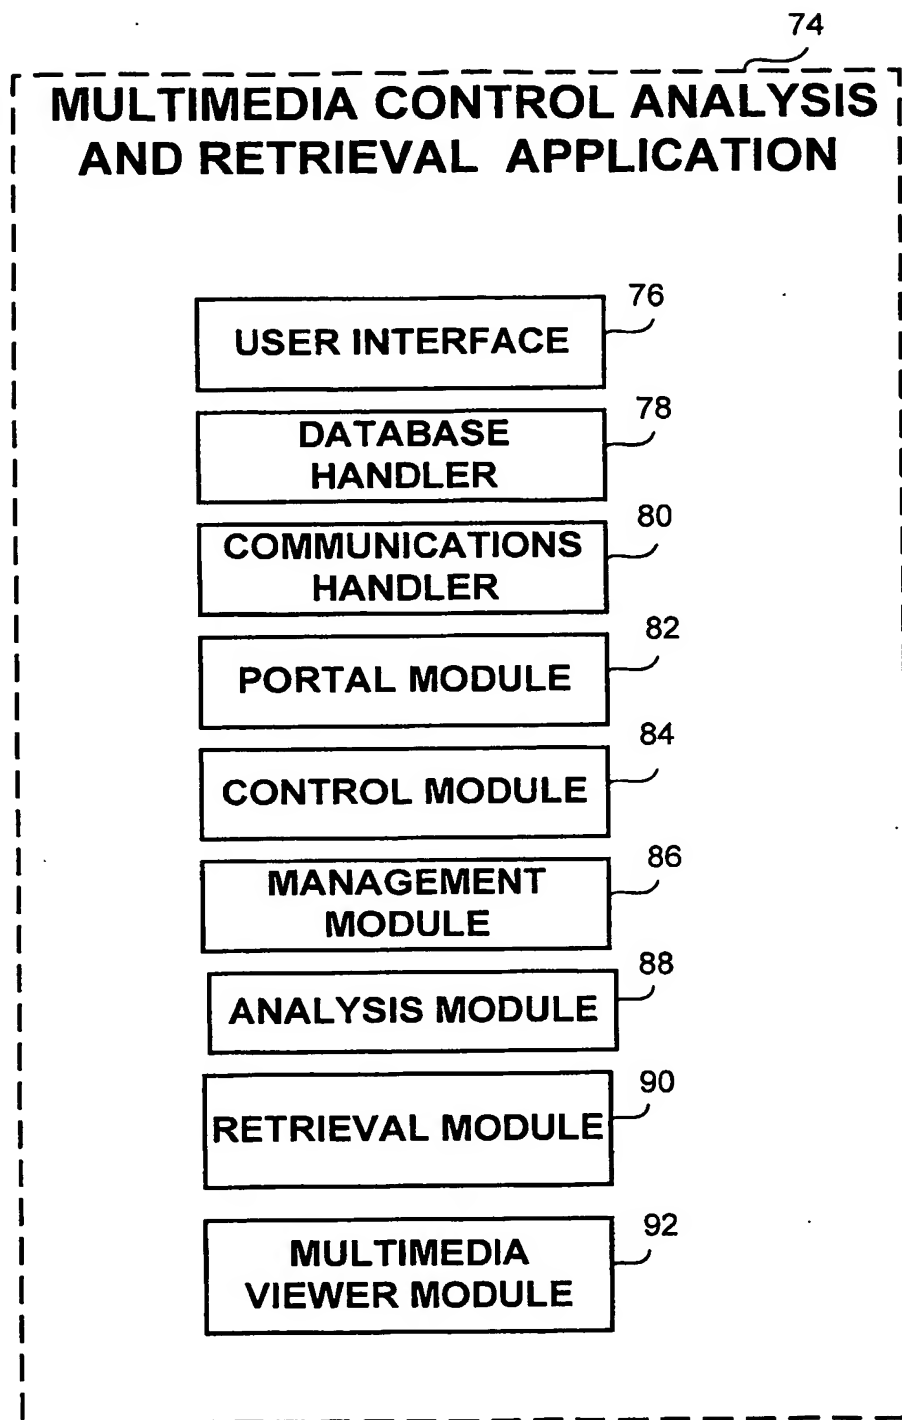 74
MULTIMEDIA CONTROL ANALYSIS
AND RETRIEVAL APPLICATION
76
USER INTERFACE
78
DATABASE
HANDLER
80
COMMUNICATIONS
HANDLER
82
PORTAL MODULE
84
CONTROL MODULE
86
MANAGEMENT
MODULE
88
ANALYSIS MODULE
90
RETRIEVAL MODULE
92
MULTIMEDIA
VIEWER MODULE